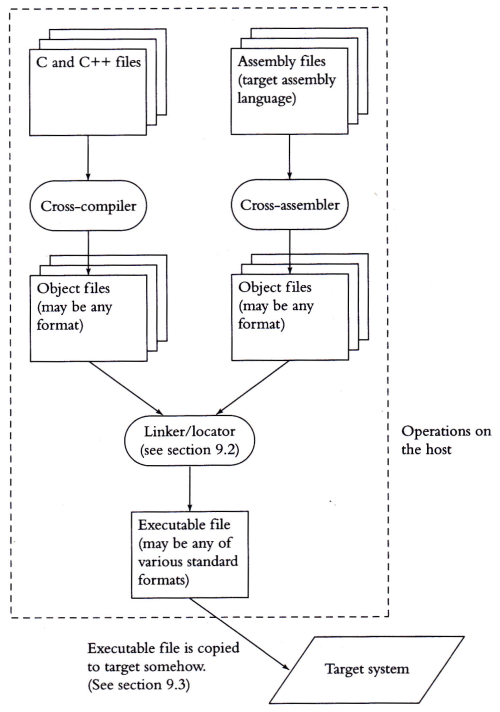 C and C++ files
Assembly files
(target assembly
language)
Cross-compiler
Cross-assembler
Object files
(may be any
format)
Object files
(may be any
format)
Linker/locator
(see section 9.2)
Operations on
the host
Executable file
(may be any of
various standard
formats)
Executable file is copied
to target somehow.
(See section 9.3)
Target system